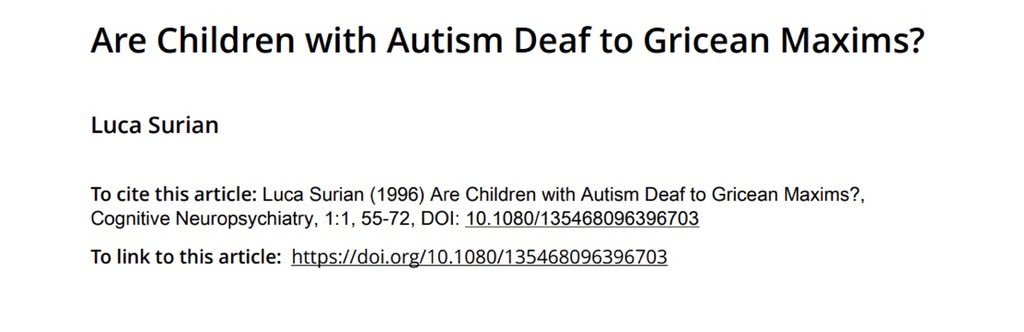 Are Children with Autism Deaf to Gricean Maxims?
Luca Surian
To cite this article: Luca Surian (1996) Are Children with Autism Deaf to Gricean Maxims?,
Cognitive Neuropsychiatry, 1:1, 55-72, DOI: 10.1080/135468096396703
To link to this article: https://doi.org/10.1080/135468096396703